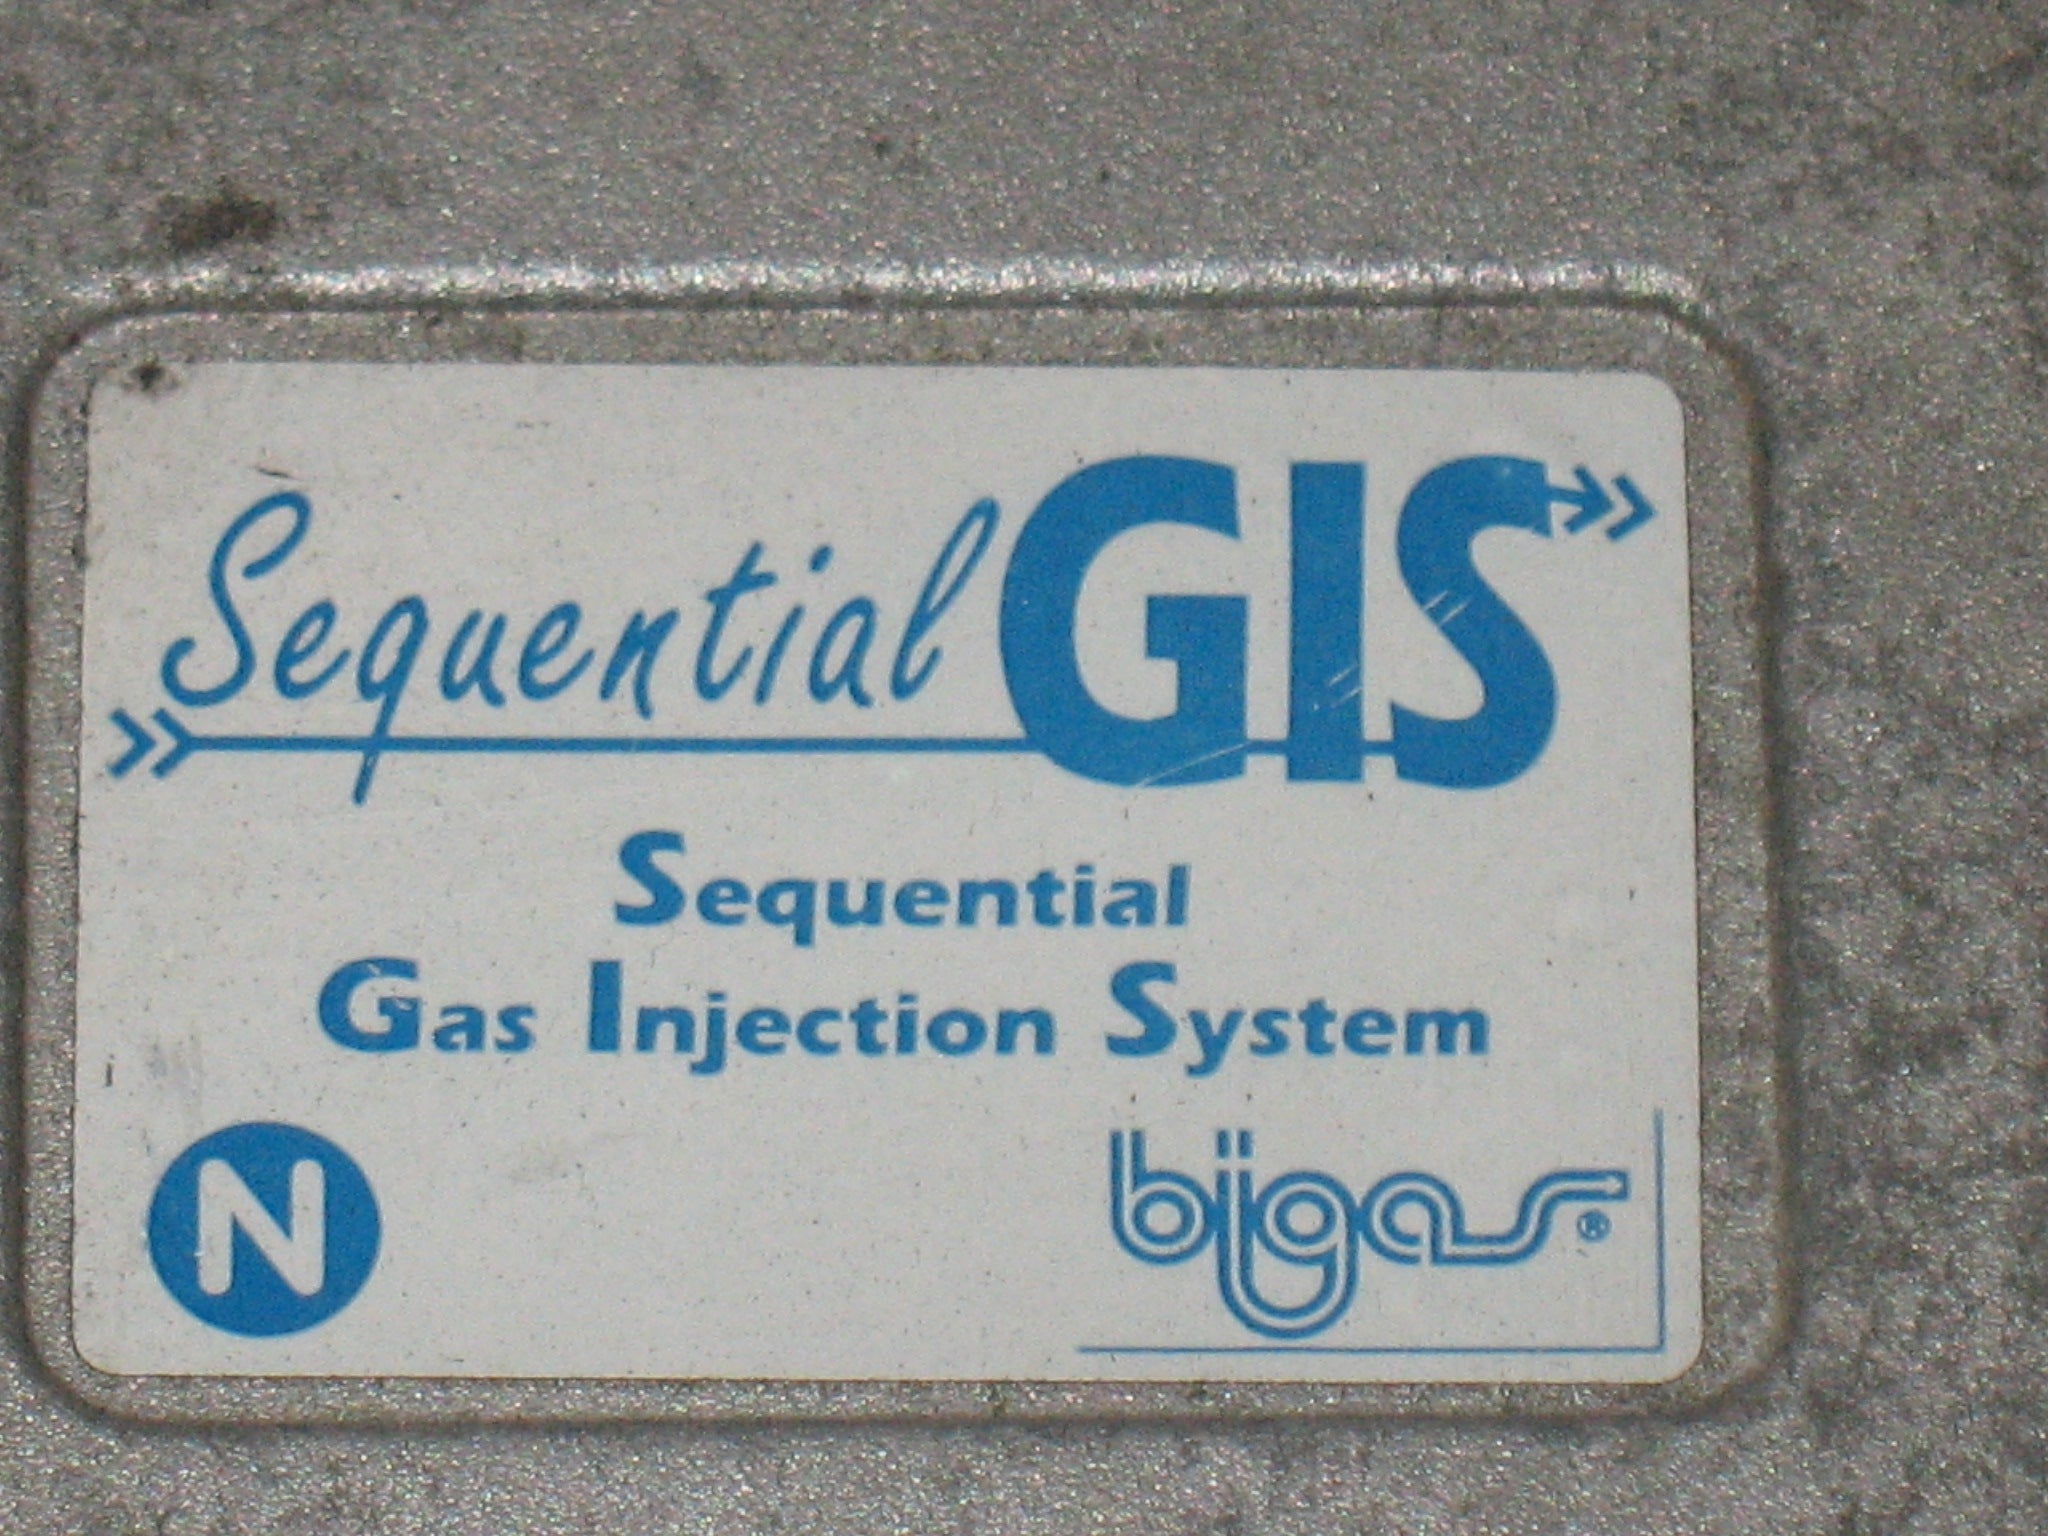 Sequential GIS
Sequential
Gas Injection System
N
bigas®